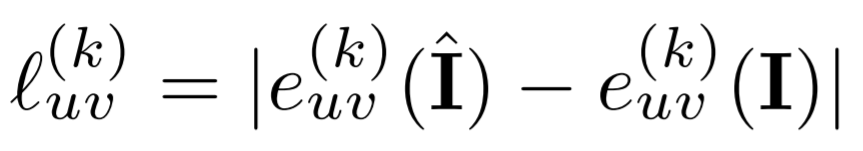 ℓ_{uv}^{(k)} = |e_{uv}^{(k)}(Î) − e_{uv}^{(k)}(I)|